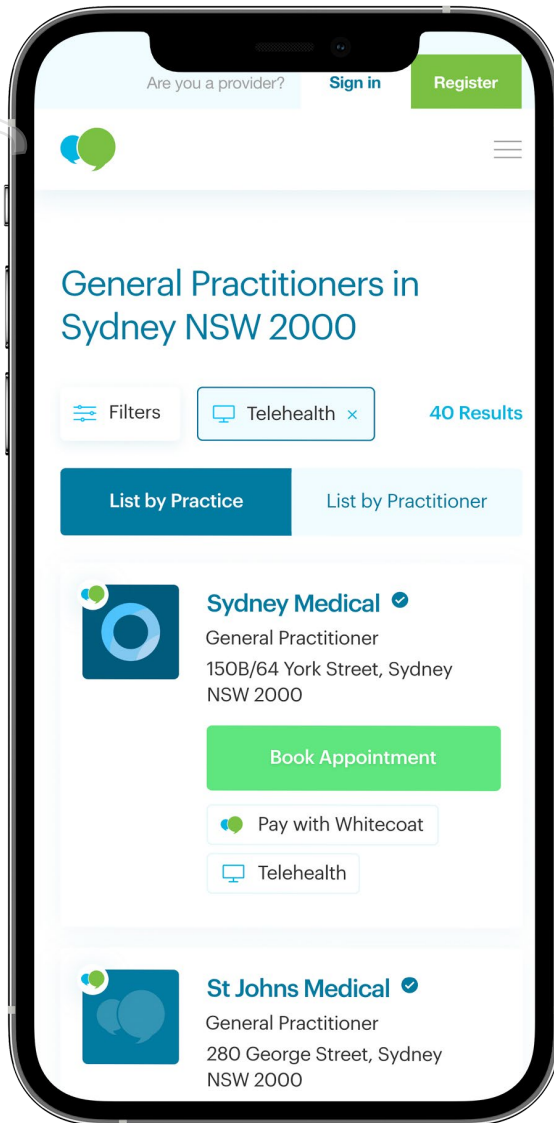 Are you a provider? Sign in Register
General Practitioners in
Sydney NSW 2000
Filters Telehealth × 40 Results
List by Practice List by Practitioner
Sydney Medical
General Practitioner
150B/64 York Street, Sydney
NSW 2000
Book Appointment
Pay with Whitecoat
Telehealth
St Johns Medical
General Practitioner
280 George Street, Sydney
NSW 2000